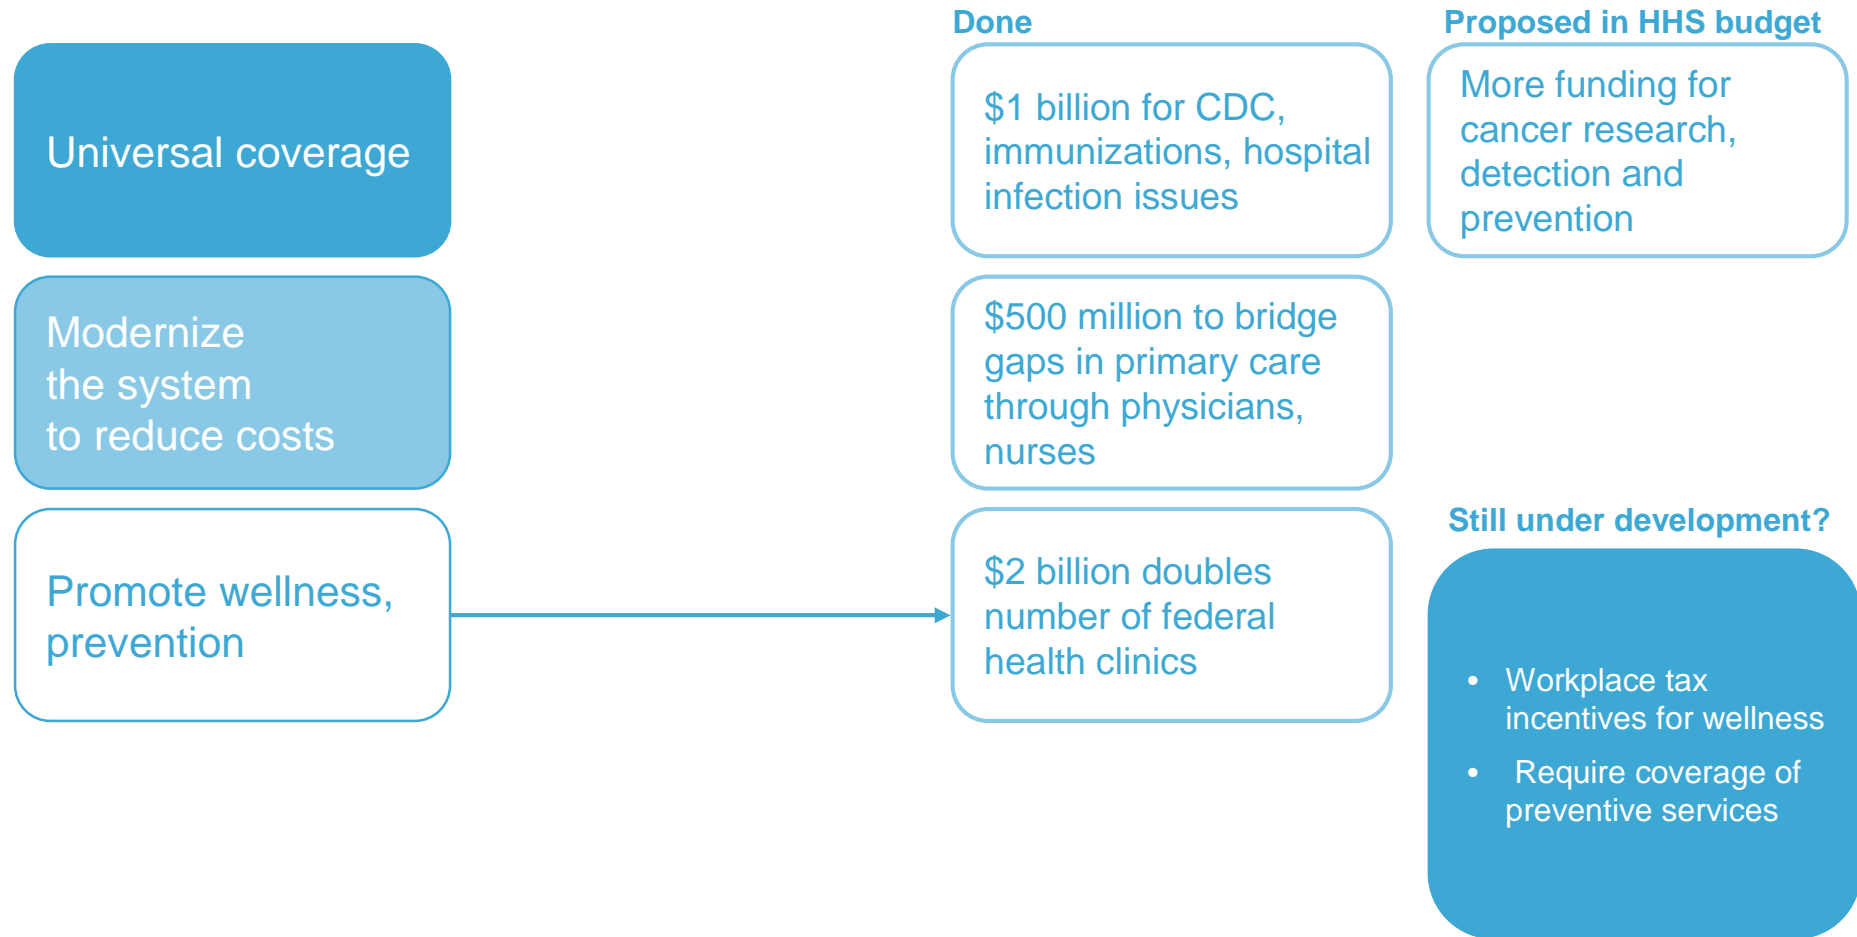 Universal coverage
Modernize
the system
to reduce costs
Promote wellness,
prevention
Done
$1 billion for CDC,
immunizations, hospital
infection issues
$500 million to bridge
gaps in primary care
through physicians,
nurses
$2 billion doubles
number of federal
health clinics
Proposed in HHS budget
More funding for
cancer research,
detection and
prevention
Still under development?
• Workplace tax
incentives for wellness
• Require coverage of
preventive services